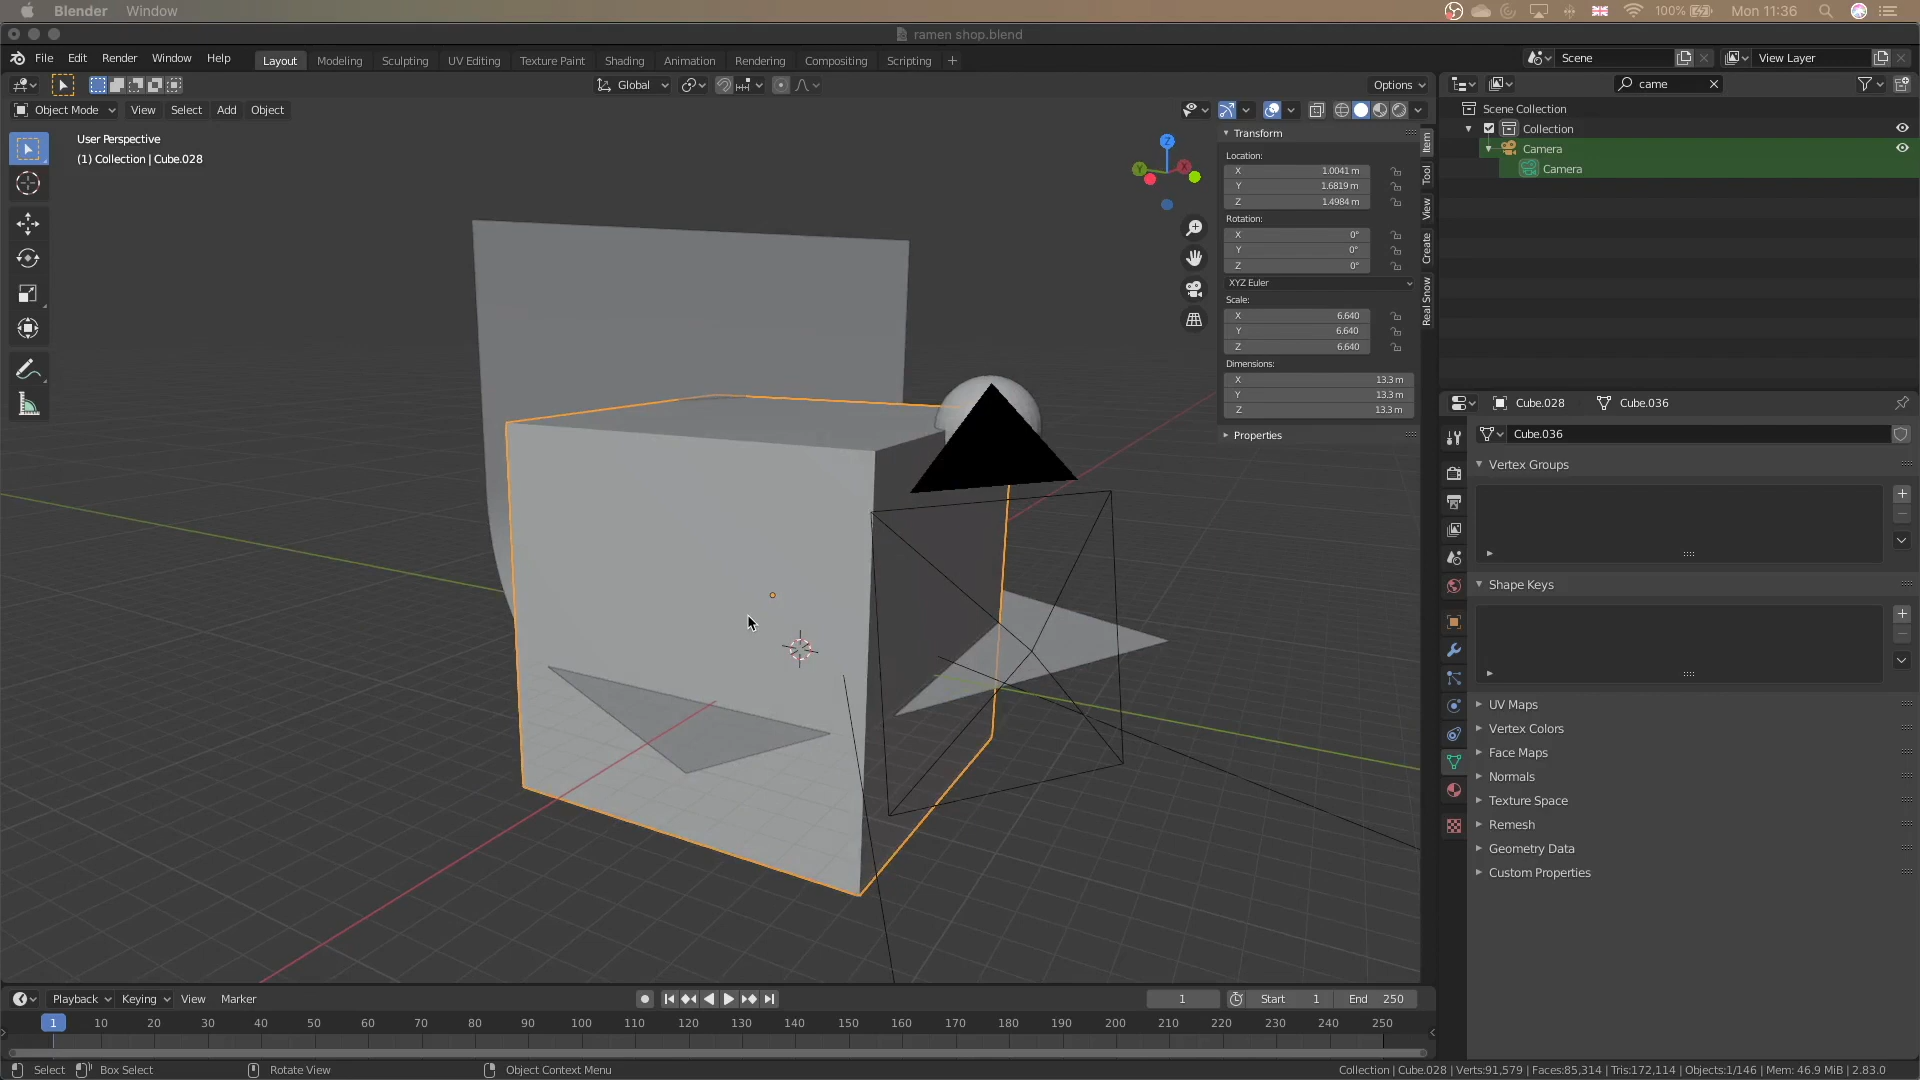 Blender Window 100% Mon 11:36
ramen shop.blend
File Edit Render Window Help Layout Modeling Sculpting UV Editing Texture Paint Shading Animation Rendering Compositing Scripting + Scene View Layer
Global Options came
Object Mode View Select Add Object
User Perspective
(1) Collection | Cube.028
Z
Y
X
Transform
Location:
X 1.0041 m
Y 1.6819 m
Z 1.4984 m
Rotation:
X 0°
Y 0°
Z 0°
XYZ Euler
Scale:
X 6.640
Y 6.640
Z 6.640
Dimensions:
X 13.3 m
Y 13.3 m
Z 13.3 m
Properties
Item
Tool
View
Create
Real Snow
Scene Collection
Collection
Camera
Camera
Cube.028 Cube.036
Cube.036
Vertex Groups
Shape Keys
UV Maps
Vertex Colors
Face Maps
Normals
Texture Space
Remesh
Geometry Data
Custom Properties
Playback Keying View Marker 1 Start 1 End 250
1 10 20 30 40 50 60 70 80 90 100 110 120 130 140 150 160 170 180 190 200 210 220 230 240 250
Select Box Select Rotate View Object Context Menu Collection | Cube.028 | Verts:91,579 | Faces:85,314 | Tris:172,114 | Objects:1/146 | Mem: 46.9 MiB | 2.83.0